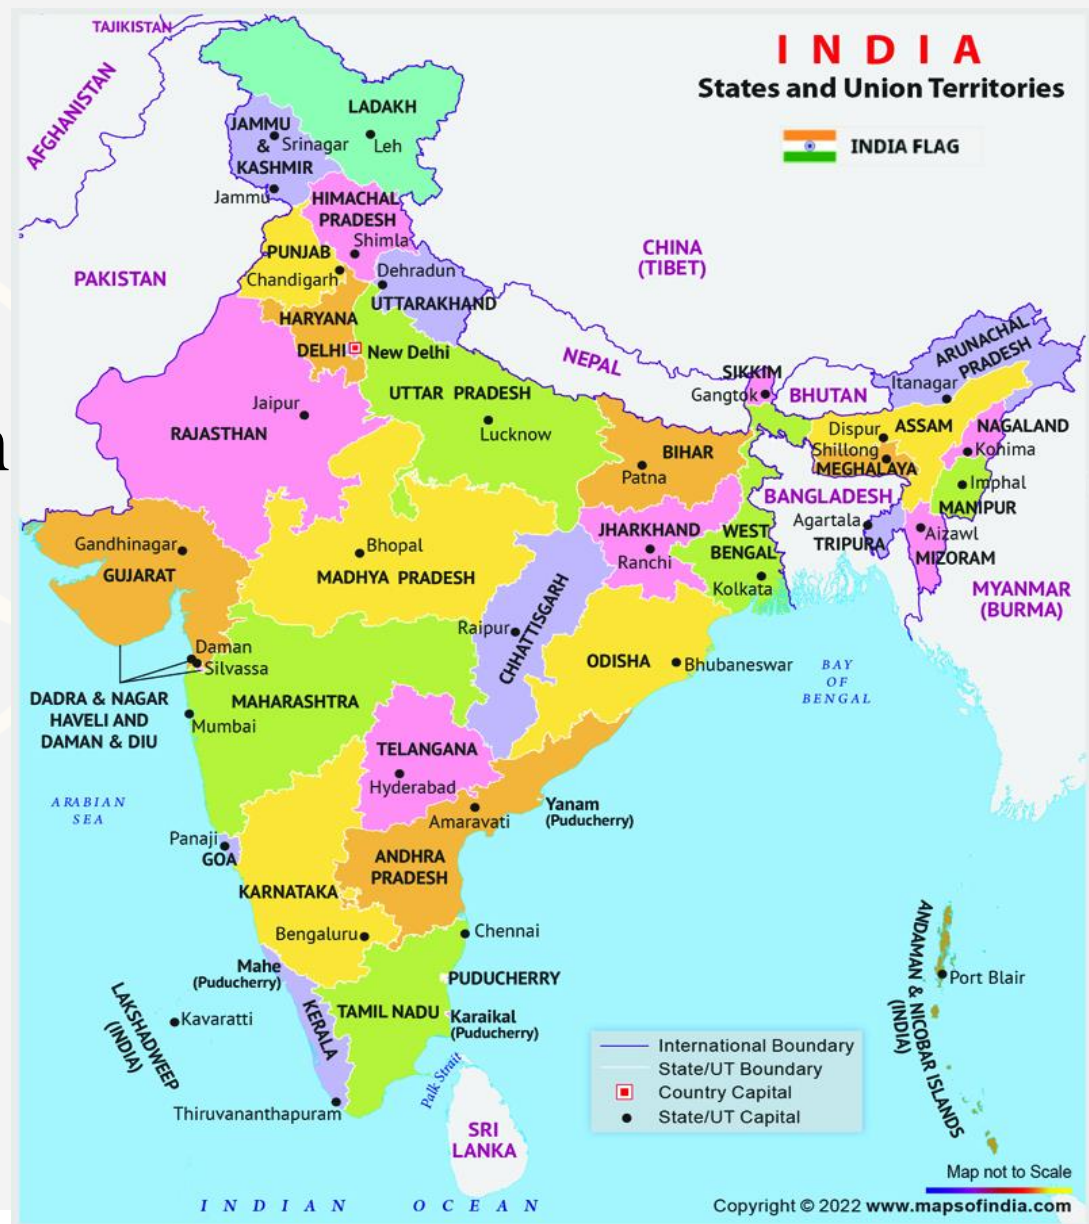 TAJIKISTAN
AFGHANISTAN
INDIA
States and Union Territories
INDIA FLAG
LADAKH
Leh
JAMMU
&
KASHMIR
Srinagar
Jammu
HIMACHAL
PRADESH
Shimla
PUNJAB
Chandigarh
Dehradun
UTTARAKHAND
PAKISTAN
CHINA
(TIBET)
HARYANA
DELHI
New Delhi
NEPAL
UTTAR PRADESH
Lucknow
Jaipur
RAJASTHAN
SIKKIM
Gangtok
BHUTAN
ARUNACHAL
PRADESH
Itanagar
Dispur
ASSAM
NAGALAND
Kohima
Shillong
MEGHALAYA
Imphal
MANIPUR
BIHAR
Patna
BANGLADESH
Agartala
TRIPURA
Aizawl
MIZORAM
MYANMAR
(BURMA)
n
Gandhinagar
GUJARAT
Bhopal
MADHYA PRADESH
JHARKHAND
Ranchi
WEST
BENGAL
Kolkata
CHHATTISGARH
Raipur
ODISHA
Bhubaneswar
BAY
OF
BENGAL
Daman
Silvassa
DADRA & NAGAR
HAVELI AND
DAMAN & DIU
MAHARASHTRA
Mumbai
TELANGANA
Hyderabad
ARABIAN
SEA
Amaravati
Yanam
(Puducherry)
Panaji
GOA
ANDHRA
PRADESH
KARNATAKA
Bengaluru
Chennai
Mahe
(Puducherry)
PUDUCHERRY
KERALA
TAMIL NADU
Karaikal
(Puducherry)
LAKSHADWEEP
(INDIA)
Kavaratti
Thiruvananthapuram
Palk Strait
SRI
LANKA
ANDAMAN & NICOBAR ISLANDS
(INDIA)
Port Blair
International Boundary
State/UT Boundary
Country Capital
State/UT Capital
INDIAN OCEAN
Map not to Scale
Copyright © 2022 www.mapsofindia.com